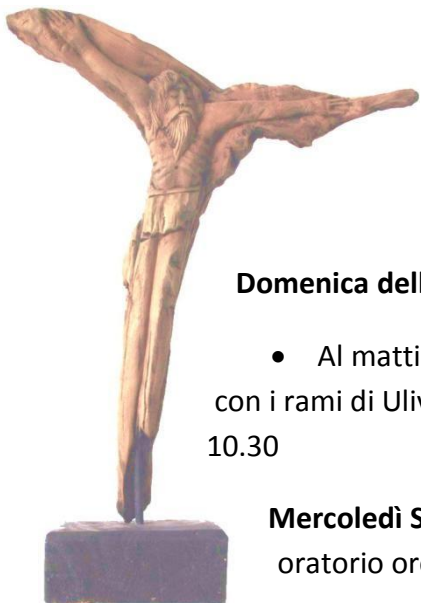 Domenica dell
• Al matti
con i rami di Uliv
10.30
Mercoledì S
oratorio or